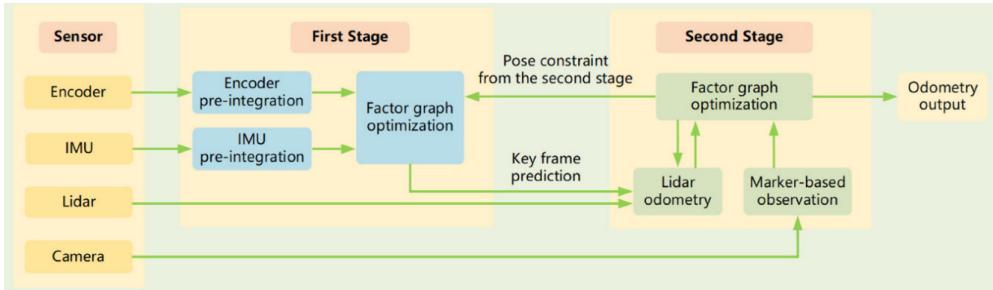 Sensor
First Stage
Second Stage
Encoder
IMU
Lidar
Camera
Encoder
pre-integration
IMU
pre-integration
Factor graph
optimization
Pose constraint
from the second stage
Key frame
prediction
Factor graph
optimization
Lidar
odometry
Marker-based
observation
Odometry
output